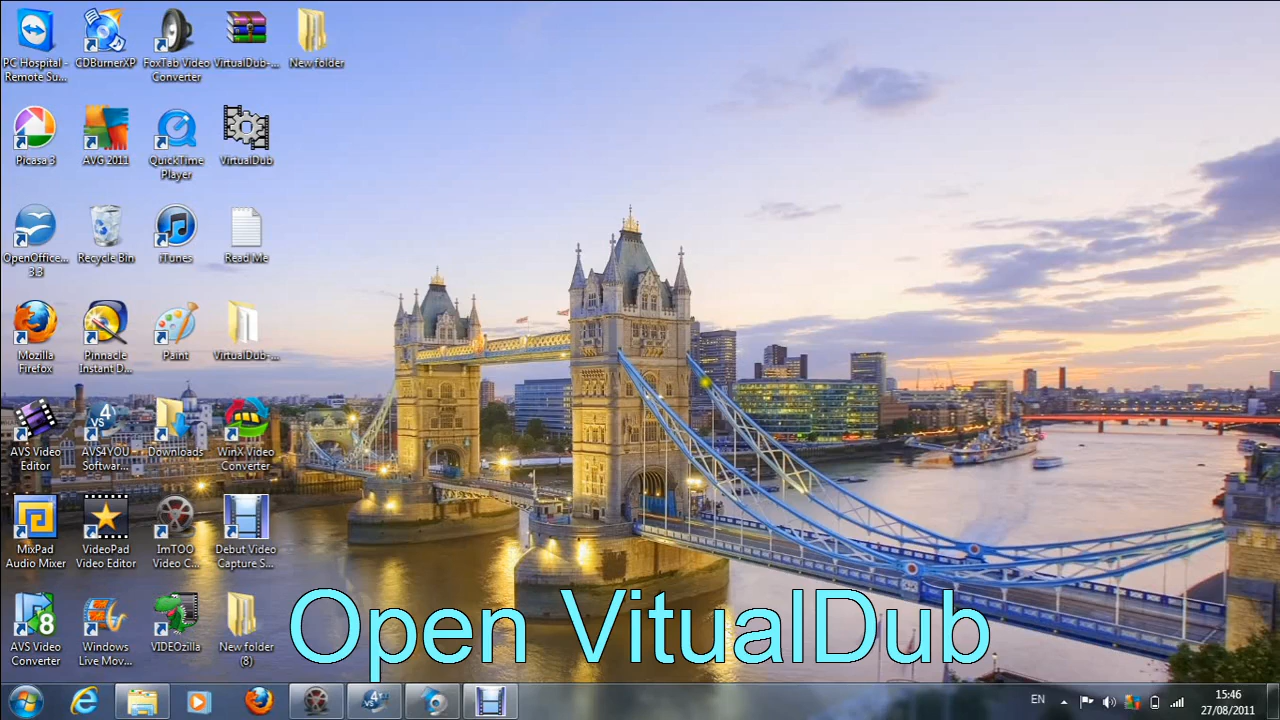 PC Hospital -
Remote Su...
CDBurnerXP
FoxTab Video
Converter
VirtualDub-...
New folder
Picasa 3
AVG 2011
QuickTime
Player
VirtualDub
OpenOffice....
3.3
Recycle Bin
iTunes
Read Me
Mozilla
Firefox
Pinnacle
Instant D...
Paint
VirtualDub-...
AVS Video
Editor
AVS4YOU
Softwar...
Downloads
WinX Video
Converter
MixPad
Audio Mixer
VideoPad
Video Editor
ImTOO
Video C...
Debut Video
Capture S...
AVS Video
Converter
Windows
Live Mov...
VIDEOzilla
New folder
(8)
Open VitualDub
EN
15:46
27/08/2011